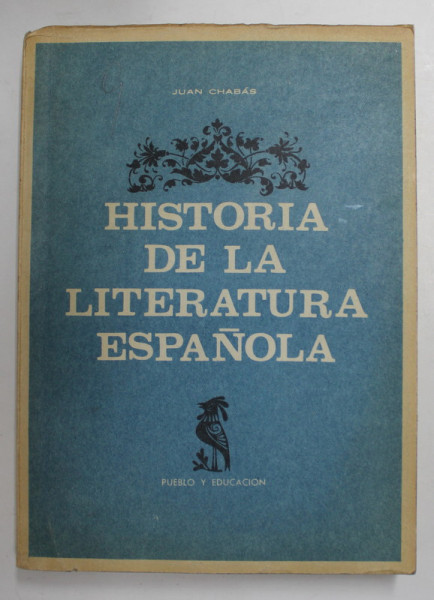 JUAN CHABÁS
HISTORIA
DE LA
LITERATURA
ESPAÑOLA
PUEBLO Y EDUCACION